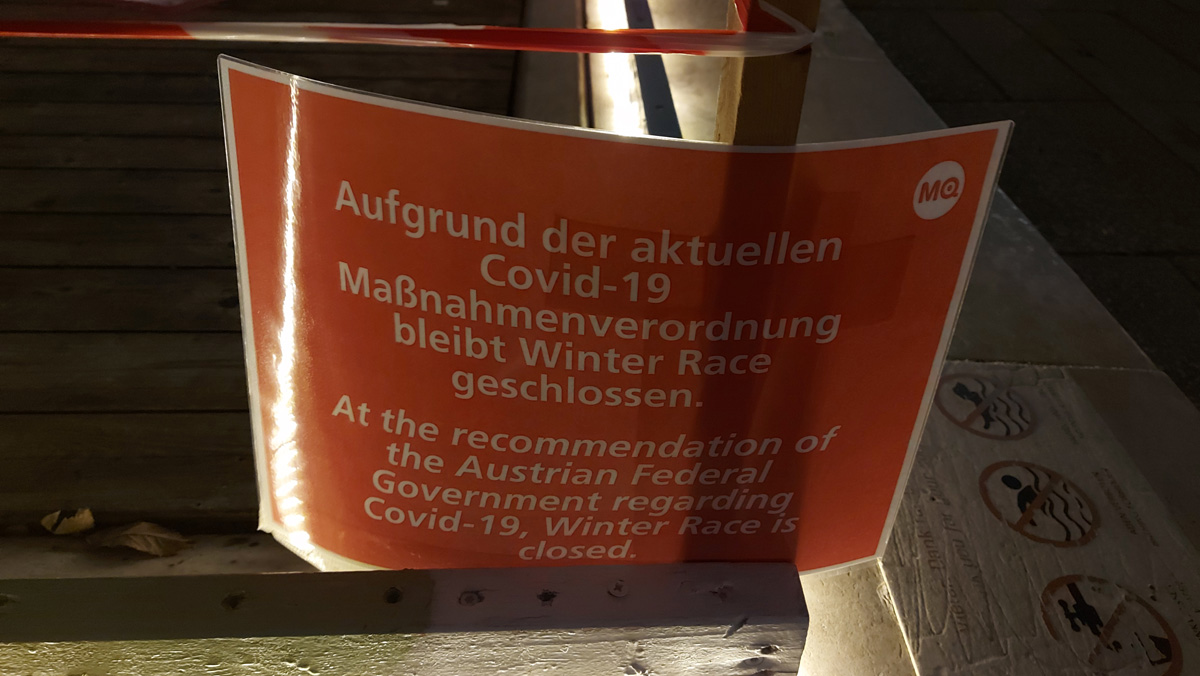 MQ
Aufgrund der aktuellen
Covid-19
Maßnahmenverordnung
bleibt Winter Race
geschlossen.
At the recommendation of
the Austrian Federal
Government regarding
Covid-19, Winter Race is
closed.